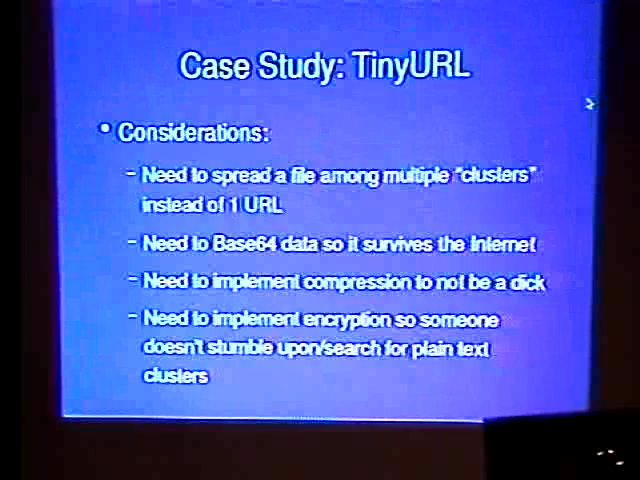 Case Study: TinyURL
• Considerations:
– Need to spread a file among multiple "clusters"
instead of 1 URL
– Need to Base64 data so it survives the Internet
– Need to implement compression to not be a dick
– Need to implement encryption so someone
doesn't stumble upon/search for plain text
clusters